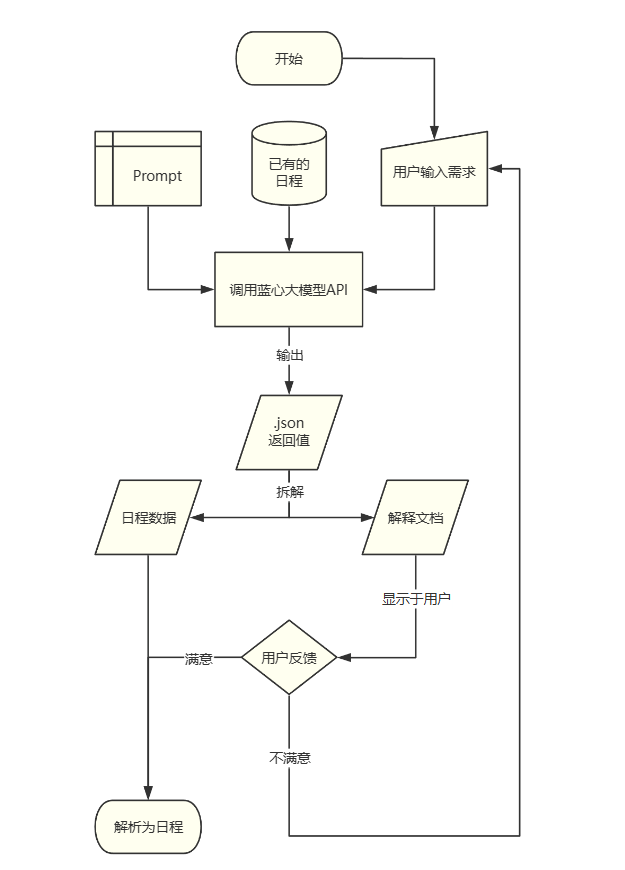 开始
Prompt
已有的
日程
用户输入需求
调用蓝心大模型API
输出
.json
返回值
拆解
日程数据
解释文档
显示于用户
满意
用户反馈
不满意
解析为日程